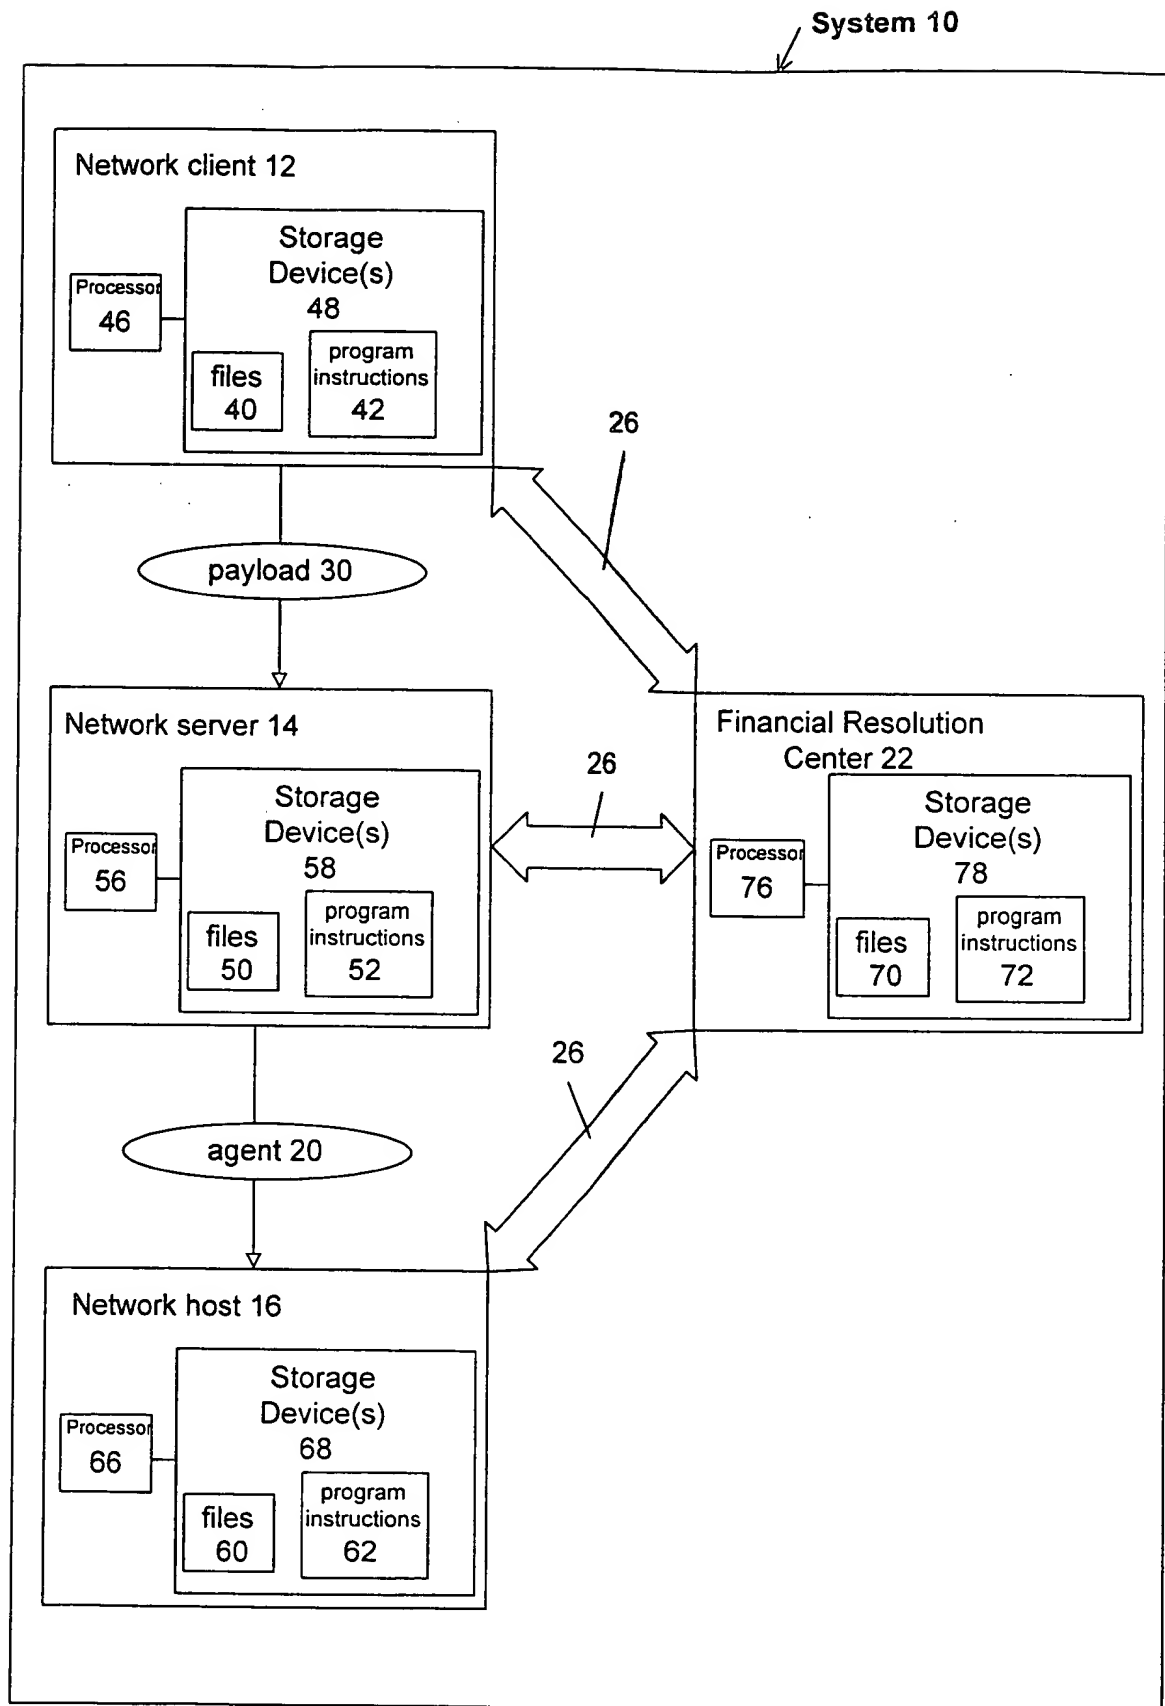 System 10
Network client 12
Storage
Device(s)
48
Processor
46
files
40
program
instructions
42
26
payload 30
Network server 14
Storage
Device(s)
58
Processor
56
files
50
program
instructions
52
26
Financial Resolution
Center 22
Storage
Device(s)
78
Processor
76
files
70
program
instructions
72
26
agent 20
Network host 16
Storage
Device(s)
68
Processor
66
files
60
program
instructions
62